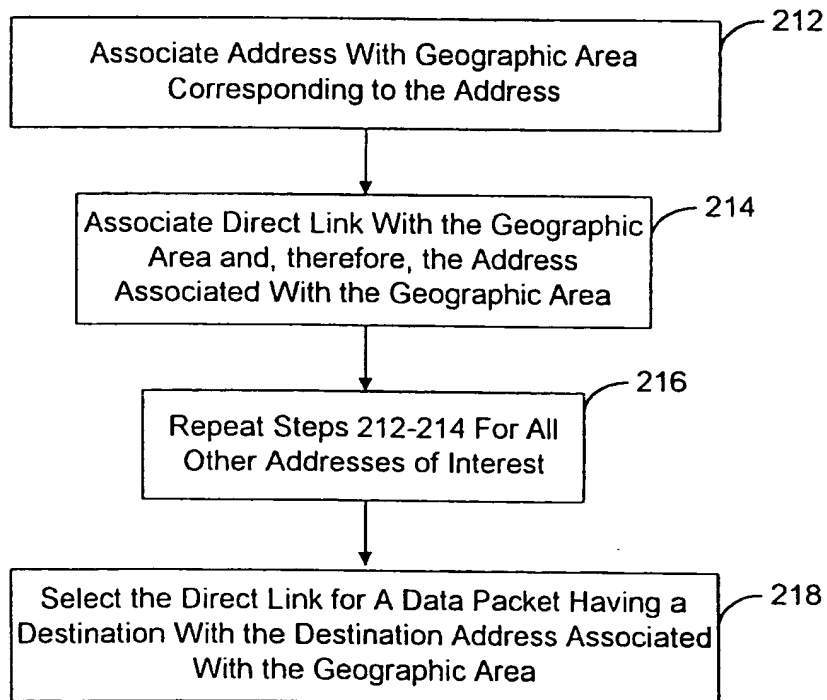 Associate Address With Geographic Area
Corresponding to the Address
212
Associate Direct Link With the Geographic
Area and, therefore, the Address
Associated With the Geographic Area
214
Repeat Steps 212-214 For All
Other Addresses of Interest
216
Select the Direct Link for A Data Packet Having a
Destination With the Destination Address Associated
With the Geographic Area
218